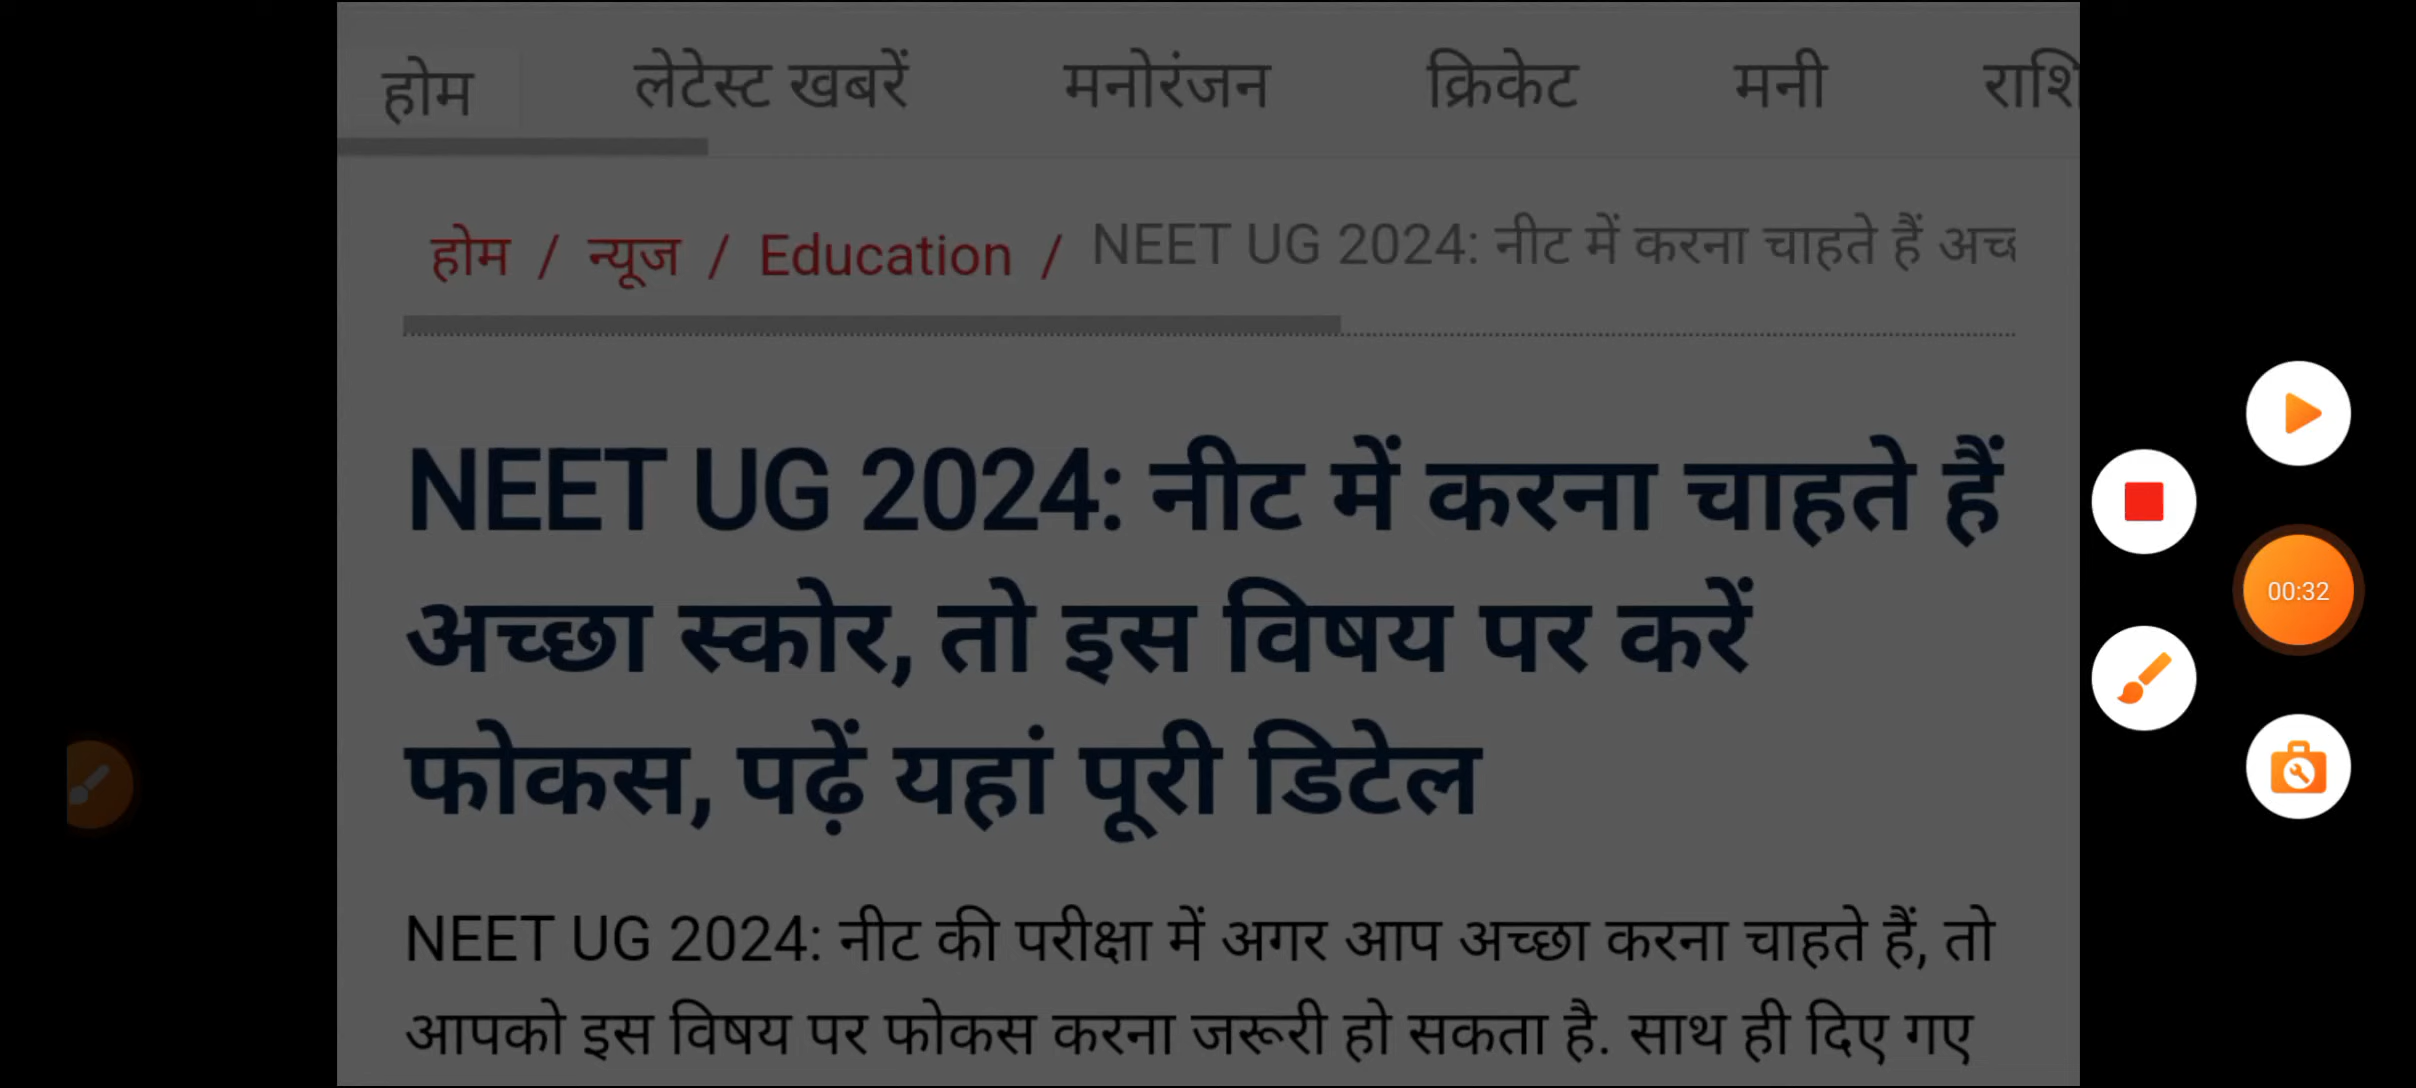 होम लेटेस्ट खबरें मनोरंजन क्रिकेट मनी
होम / न्यूज / Education / NEET UG 2024: नीट में करना चाहते हैं
NEET UG 2024: नीट में करना चाहते हैं
अच्छा स्कोर, तो इस विषय पर करें
फोकस, पढ़ें यहां पूरी डिटेल
00:32
NEET UG 2024: नीट की परीक्षा में अगर आप अच्छा करना चाहते हैं, तो
आपको इस विषय पर फोकस करना जरूरी हो सकता है. साथ ही दिए गए